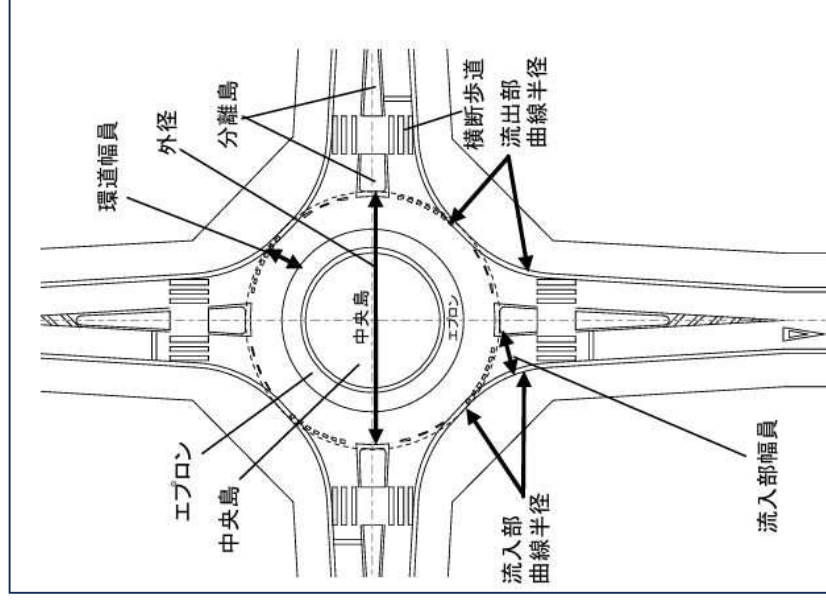 環道幅員
外径
分離島
横断歩道
流出部
曲線半径
中央島
エプロン
エプロン
中央島
流入部
曲線半径
流入部幅員